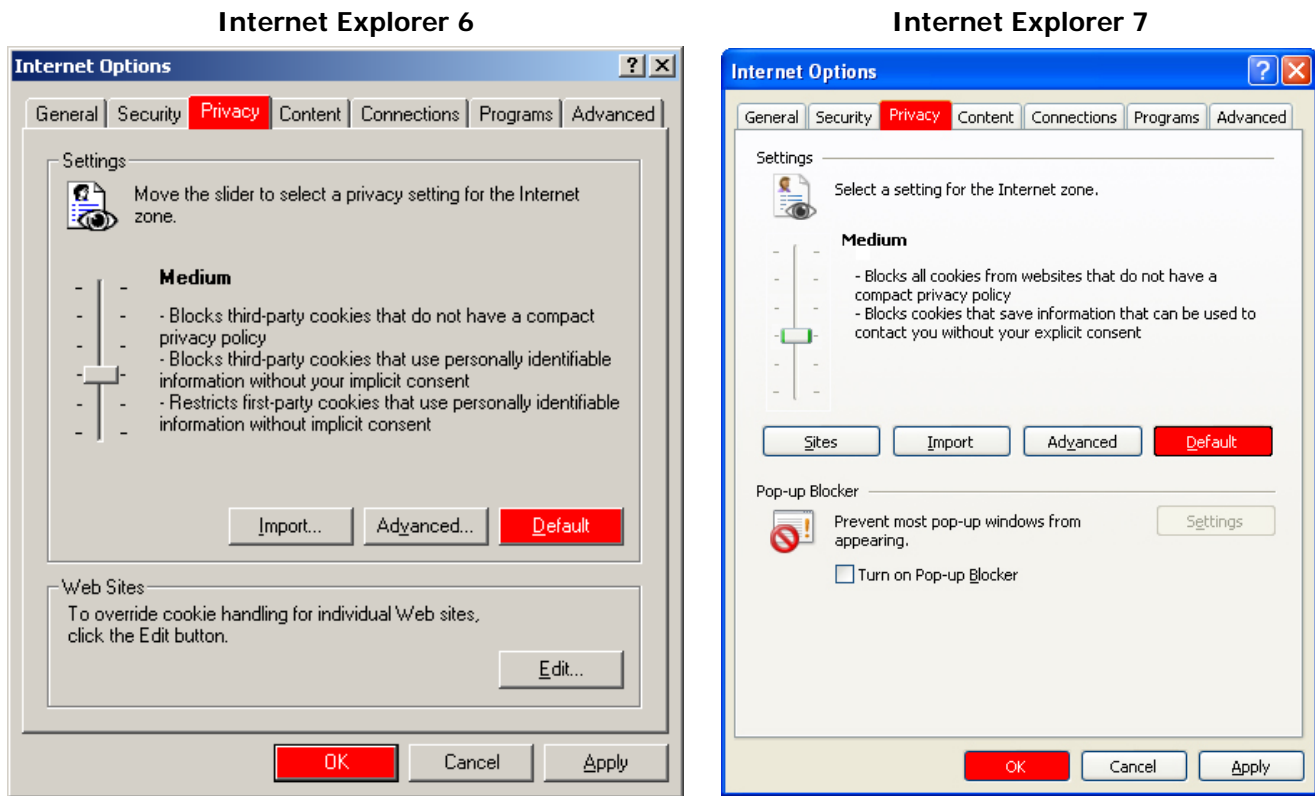 Internet Explorer 6
Internet Options
General Security Privacy Content Connections Programs Advanced
Settings
Move the slider to select a privacy setting for the Internet
zone.
Medium
- Blocks third-party cookies that do not have a compact
privacy policy
- Blocks third-party cookies that use personally identifiable
information without your implicit consent
- Restricts first-party cookies that use personally identifiable
information without implicit consent
Import... Advanced... Default
Web Sites
To override cookie handling for individual Web sites,
click the Edit button.
Edit...
OK Cancel Apply
Internet Explorer 7
Internet Options
General Security Privacy Content Connections Programs Advanced
Settings
Select a setting for the Internet zone.
Medium
- Blocks all cookies from websites that do not have a
compact privacy policy
- Blocks cookies that save information that can be used to
contact you without your explicit consent
Sites Import Advanced Default
Pop-up Blocker
Prevent most pop-up windows from
appearing.
Settings
Turn on Pop-up Blocker
OK Cancel Apply